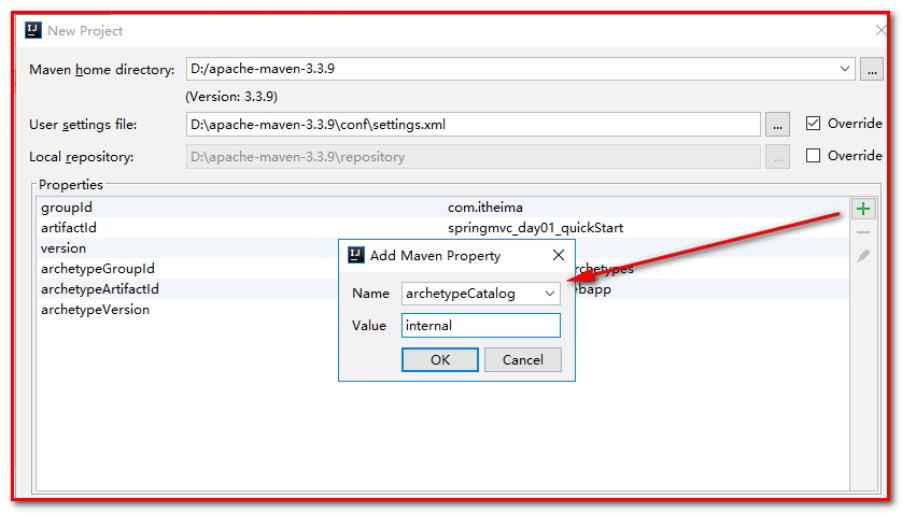 New Project
Maven home directory: D:/apache-maven-3.3.9 ...
(Version: 3.3.9)
User settings file: D:\apache-maven-3.3.9\conf\settings.xml ... Override
Local repository: D:\apache-maven-3.3.9\repository ... Override
Properties
groupId com.itheima
artifactId springmvc_day01_quickStart
version
archetypeGroupId rchetypes
archetypeArtifactId ebapp
archetypeVersion
Add Maven Property
Name archetypeCatalog
Value internal
OK Cancel